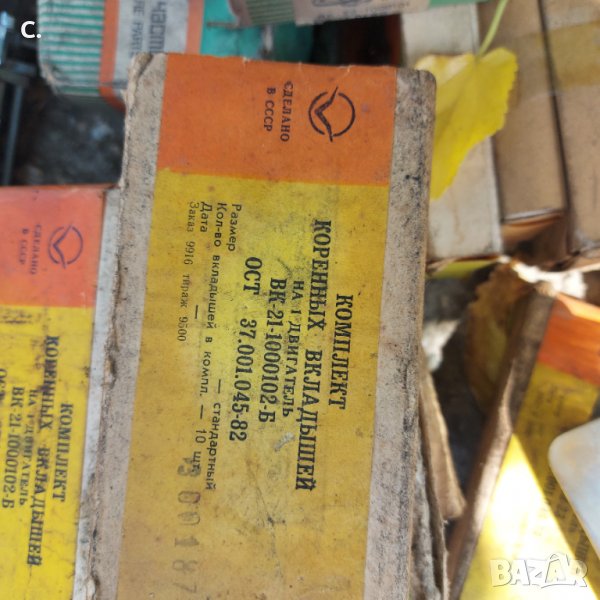 С.
ЧАСТИ
СДЕЛАНО
В СССР
КОМПЛЕКТ
КОРЕННЫХ ВКЛАДЫШЕЙ
НА 1 ДВИГАТЕЛЬ
ВК-21-1000102-Б
ОСТ 37.001.045-82
Размер — стандартный
Кол-во вкладышей в компл. — 10 шт.
Дата —
Заказ 9916 тираж 9500
СДЕЛАНО
В СССР
КОМПЛЕКТ
КОРЕННЫХ ВКЛАДЫШЕЙ
НА 1 ДВИГАТЕЛЬ
ВК-21-1000102-Б
BAZAR